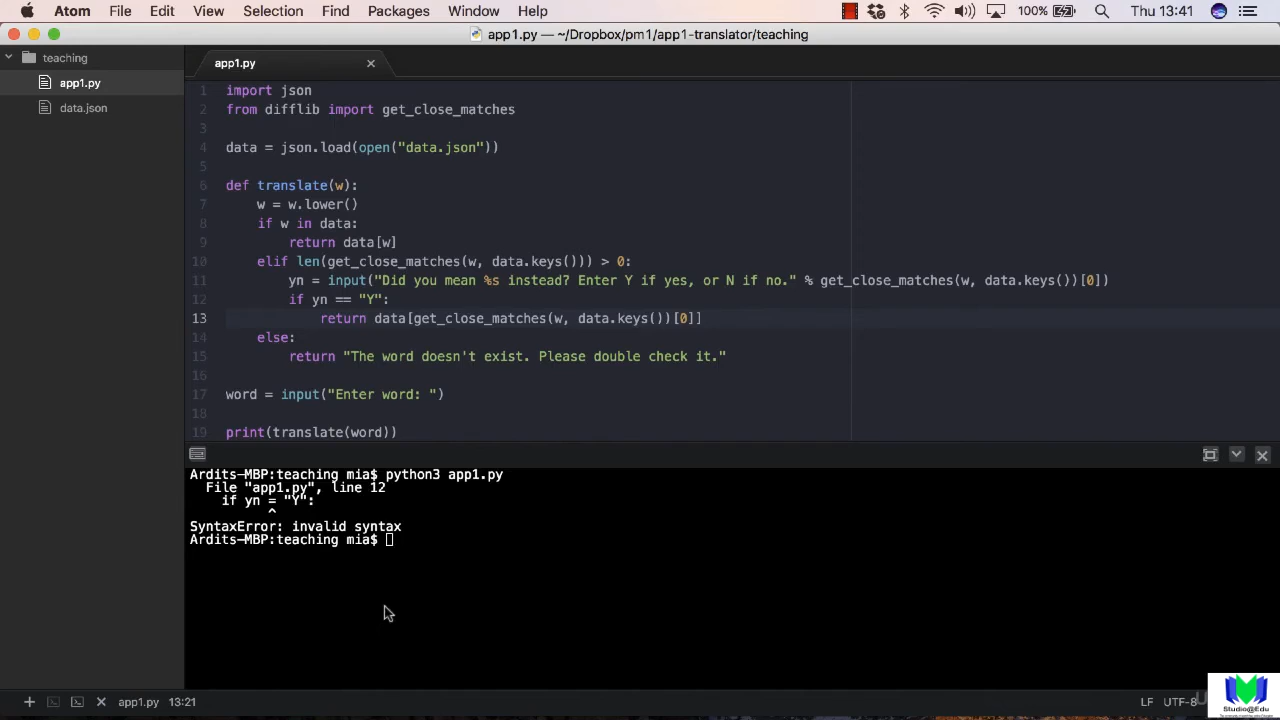 Atom File Edit View Selection Find Packages Window Help 100% Thu 13:41
app1.py — ~/Dropbox/pm1/app1-translator/teaching
teaching
app1.py
data.json
app1.py
1 import json
2 from difflib import get_close_matches
3
4 data = json.load(open("data.json"))
5
6 def translate(w):
7 w = w.lower()
8 if w in data:
9 return data[w]
10 elif len(get_close_matches(w, data.keys())) > 0:
11 yn = input("Did you mean %s instead? Enter Y if yes, or N if no." % get_close_matches(w, data.keys())[0])
12 if yn == "Y":
13 return data[get_close_matches(w, data.keys())[0]]
14 else:
15 return "The word doesn't exist. Please double check it."
16
17 word = input("Enter word: ")
18
19 print(translate(word))
Ardits-MBP:teaching mia$ python3 app1.py
File "app1.py", line 12
if yn = "Y":
^
SyntaxError: invalid syntax
Ardits-MBP:teaching mia$
app1.py 13:21 LF UTF-8
Studio@Edu